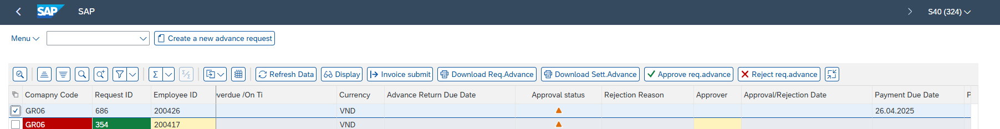 SAP SAP S40 (324)
Menu Create a new advance request
Refresh Data Display Invoice submit Download Req.Advance Download Sett.Advance Approve req.advance Reject req.advance
Comapny Code Request ID Employee ID verdue /On Ti Currency Advance Return Due Date Approval status Rejection Reason Approver Approval/Rejection Date Payment Due Date P
GR06 686 200426 VND 26.04.2025
GR06 354 200417 VND